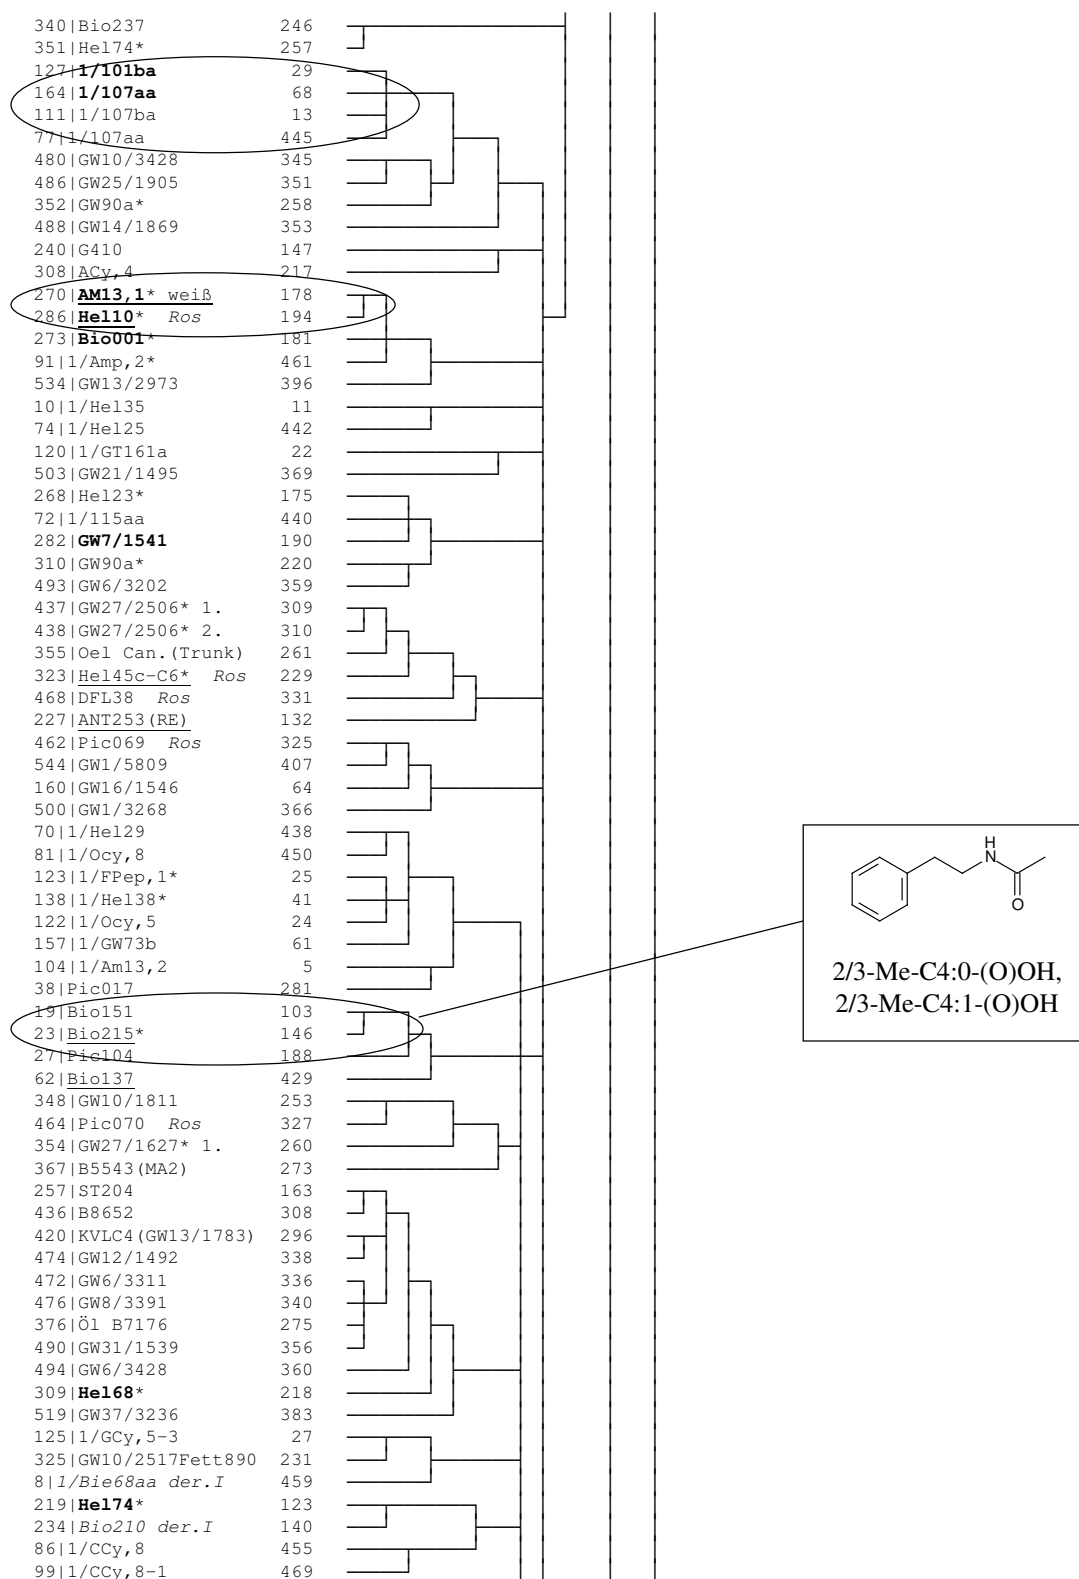 340|Bio237 246
351|Hel74* 257
127|1/101ba 29
164|1/107aa 68
111|1/107ba 13
77|1/107aa 445
480|GW10/3428 345
486|GW25/1905 351
352|GW90a* 258
488|GW14/1869 353
240|G410 147
308|ACy,4 217
270|AM13,1* weiß 178
286|Hel10* Ros 194
273|Bio001* 181
91|1/Amp,2* 461
534|GW13/2973 396
10|1/Hel35 11
74|1/Hel25 442
120|1/GT161a 22
503|GW21/1495 369
268|Hel23* 175
72|1/115aa 440
282|GW7/1541 190
310|GW90a* 220
493|GW6/3202 359
437|GW27/2506* 1. 309
438|GW27/2506* 2. 310
355|Oel Can.(Trunk) 261
323|Hel45c-C6* Ros 229
468|DFL38 Ros 331
227|ANT253(RE) 132
462|Pic069 Ros 325
544|GW1/5809 407
160|GW16/1546 64
500|GW1/3268 366
70|1/Hel29 438
81|1/Ocy,8 450
123|1/FPep,1* 25
138|1/Hel38* 41
122|1/Ocy,5 24
157|1/GW73b 61
104|1/Am13,2 5
38|Pic017 281
19|Bio151 103
23|Bio215* 146
27|Pic104 188
62|Bio137 429
348|GW10/1811 253
464|Pic070 Ros 327
354|GW27/1627* 1. 260
367|B5543(MA2) 273
257|ST204 163
436|B8652 308
420|KVLC4(GW13/1783) 296
474|GW12/1492 338
472|GW6/3311 336
476|GW8/3391 340
376|Öl B7176 275
490|GW31/1539 356
494|GW6/3428 360
309|Hel68* 218
519|GW37/3236 383
125|1/GCy,5-3 27
325|GW10/2517Fett890 231
8|1/Bie68aa der.I 459
219|Hel74* 123
234|Bio210 der.I 140
86|1/CCy,8 455
99|1/CCy,8-1 469
H
N
O
2/3-Me-C4:0-(O)OH,
2/3-Me-C4:1-(O)OH